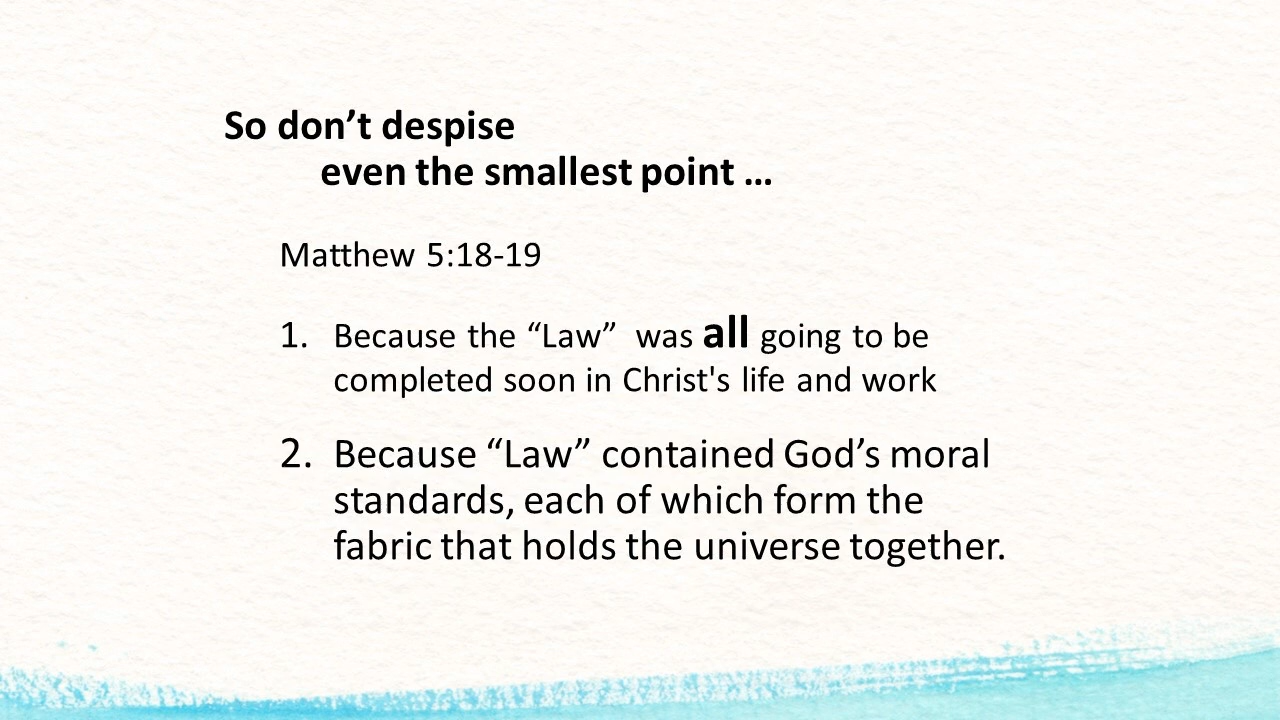 So don’t despise
even the smallest point …
Matthew 5:18-19
1. Because the “Law”  was all going to be
completed soon in Christ's life and work
2. Because “Law” contained God’s moral
standards, each of which form the
fabric that holds the universe together.